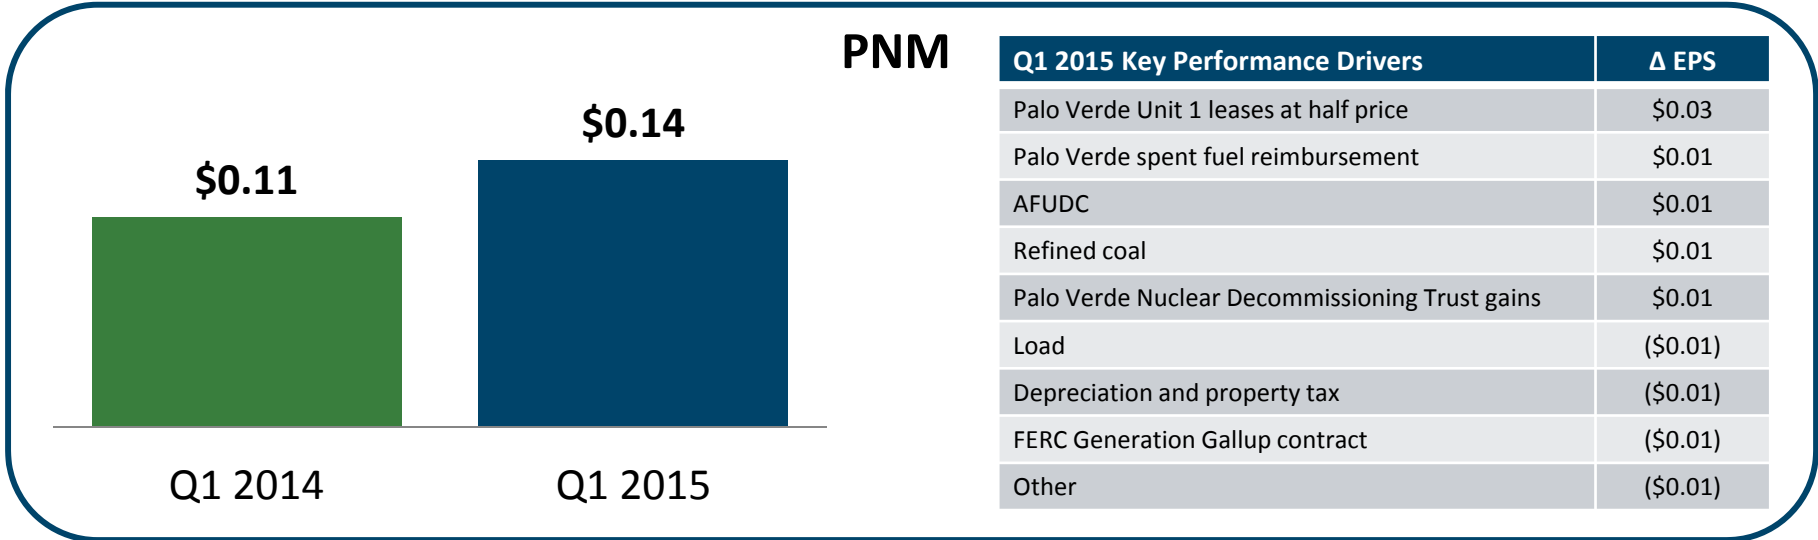 PNM
$0.11
$0.14
Q1 2014
Q1 2015
Q1 2015 Key Performance Drivers Δ EPS
Palo Verde Unit 1 leases at half price $0.03
Palo Verde spent fuel reimbursement $0.01
AFUDC $0.01
Refined coal $0.01
Palo Verde Nuclear Decommissioning Trust gains $0.01
Load ($0.01)
Depreciation and property tax ($0.01)
FERC Generation Gallup contract ($0.01)
Other ($0.01)